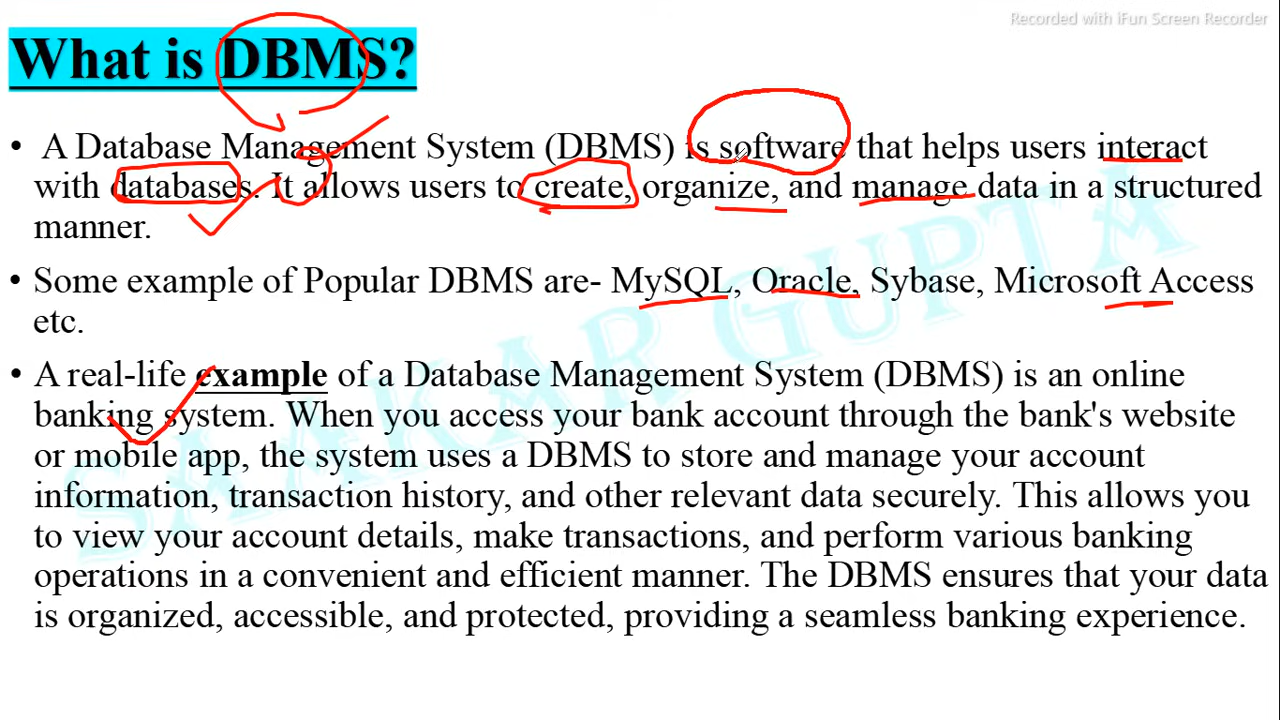 Recorded with iFun Screen Recorder
What is DBMS?
• A Database Management System (DBMS) is software that helps users interact
with databases. It allows users to create, organize, and manage data in a structured
manner.
• Some example of Popular DBMS are- MySQL, Oracle, Sybase, Microsoft Access
etc.
• A real-life example of a Database Management System (DBMS) is an online
banking system. When you access your bank account through the bank's website
or mobile app, the system uses a DBMS to store and manage your account
information, transaction history, and other relevant data securely. This allows you
to view your account details, make transactions, and perform various banking
operations in a convenient and efficient manner. The DBMS ensures that your data
is organized, accessible, and protected, providing a seamless banking experience.
SAAKAR GUPTA